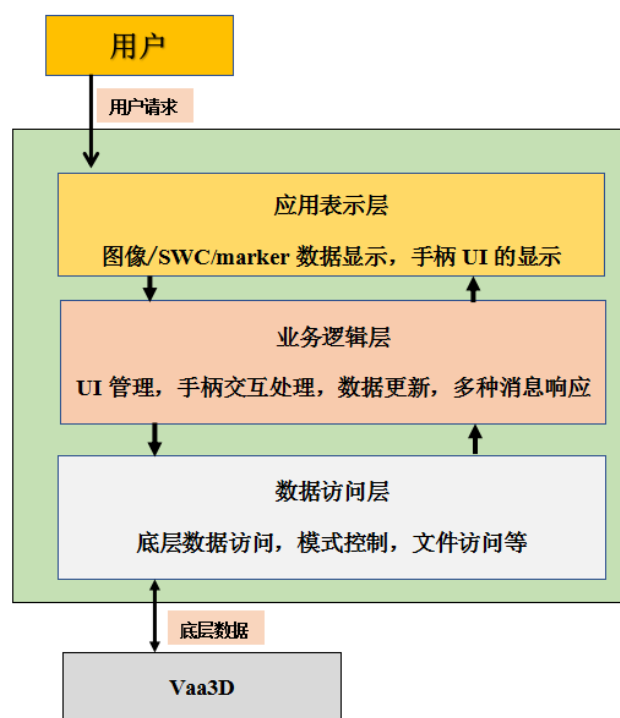 用户
用户请求
应用表示层
图像/SWC/marker 数据显示，手柄 UI 的显示
业务逻辑层
UI 管理，手柄交互处理，数据更新，多种消息响应
数据访问层
底层数据访问，模式控制，文件访问等
底层数据
Vaa3D